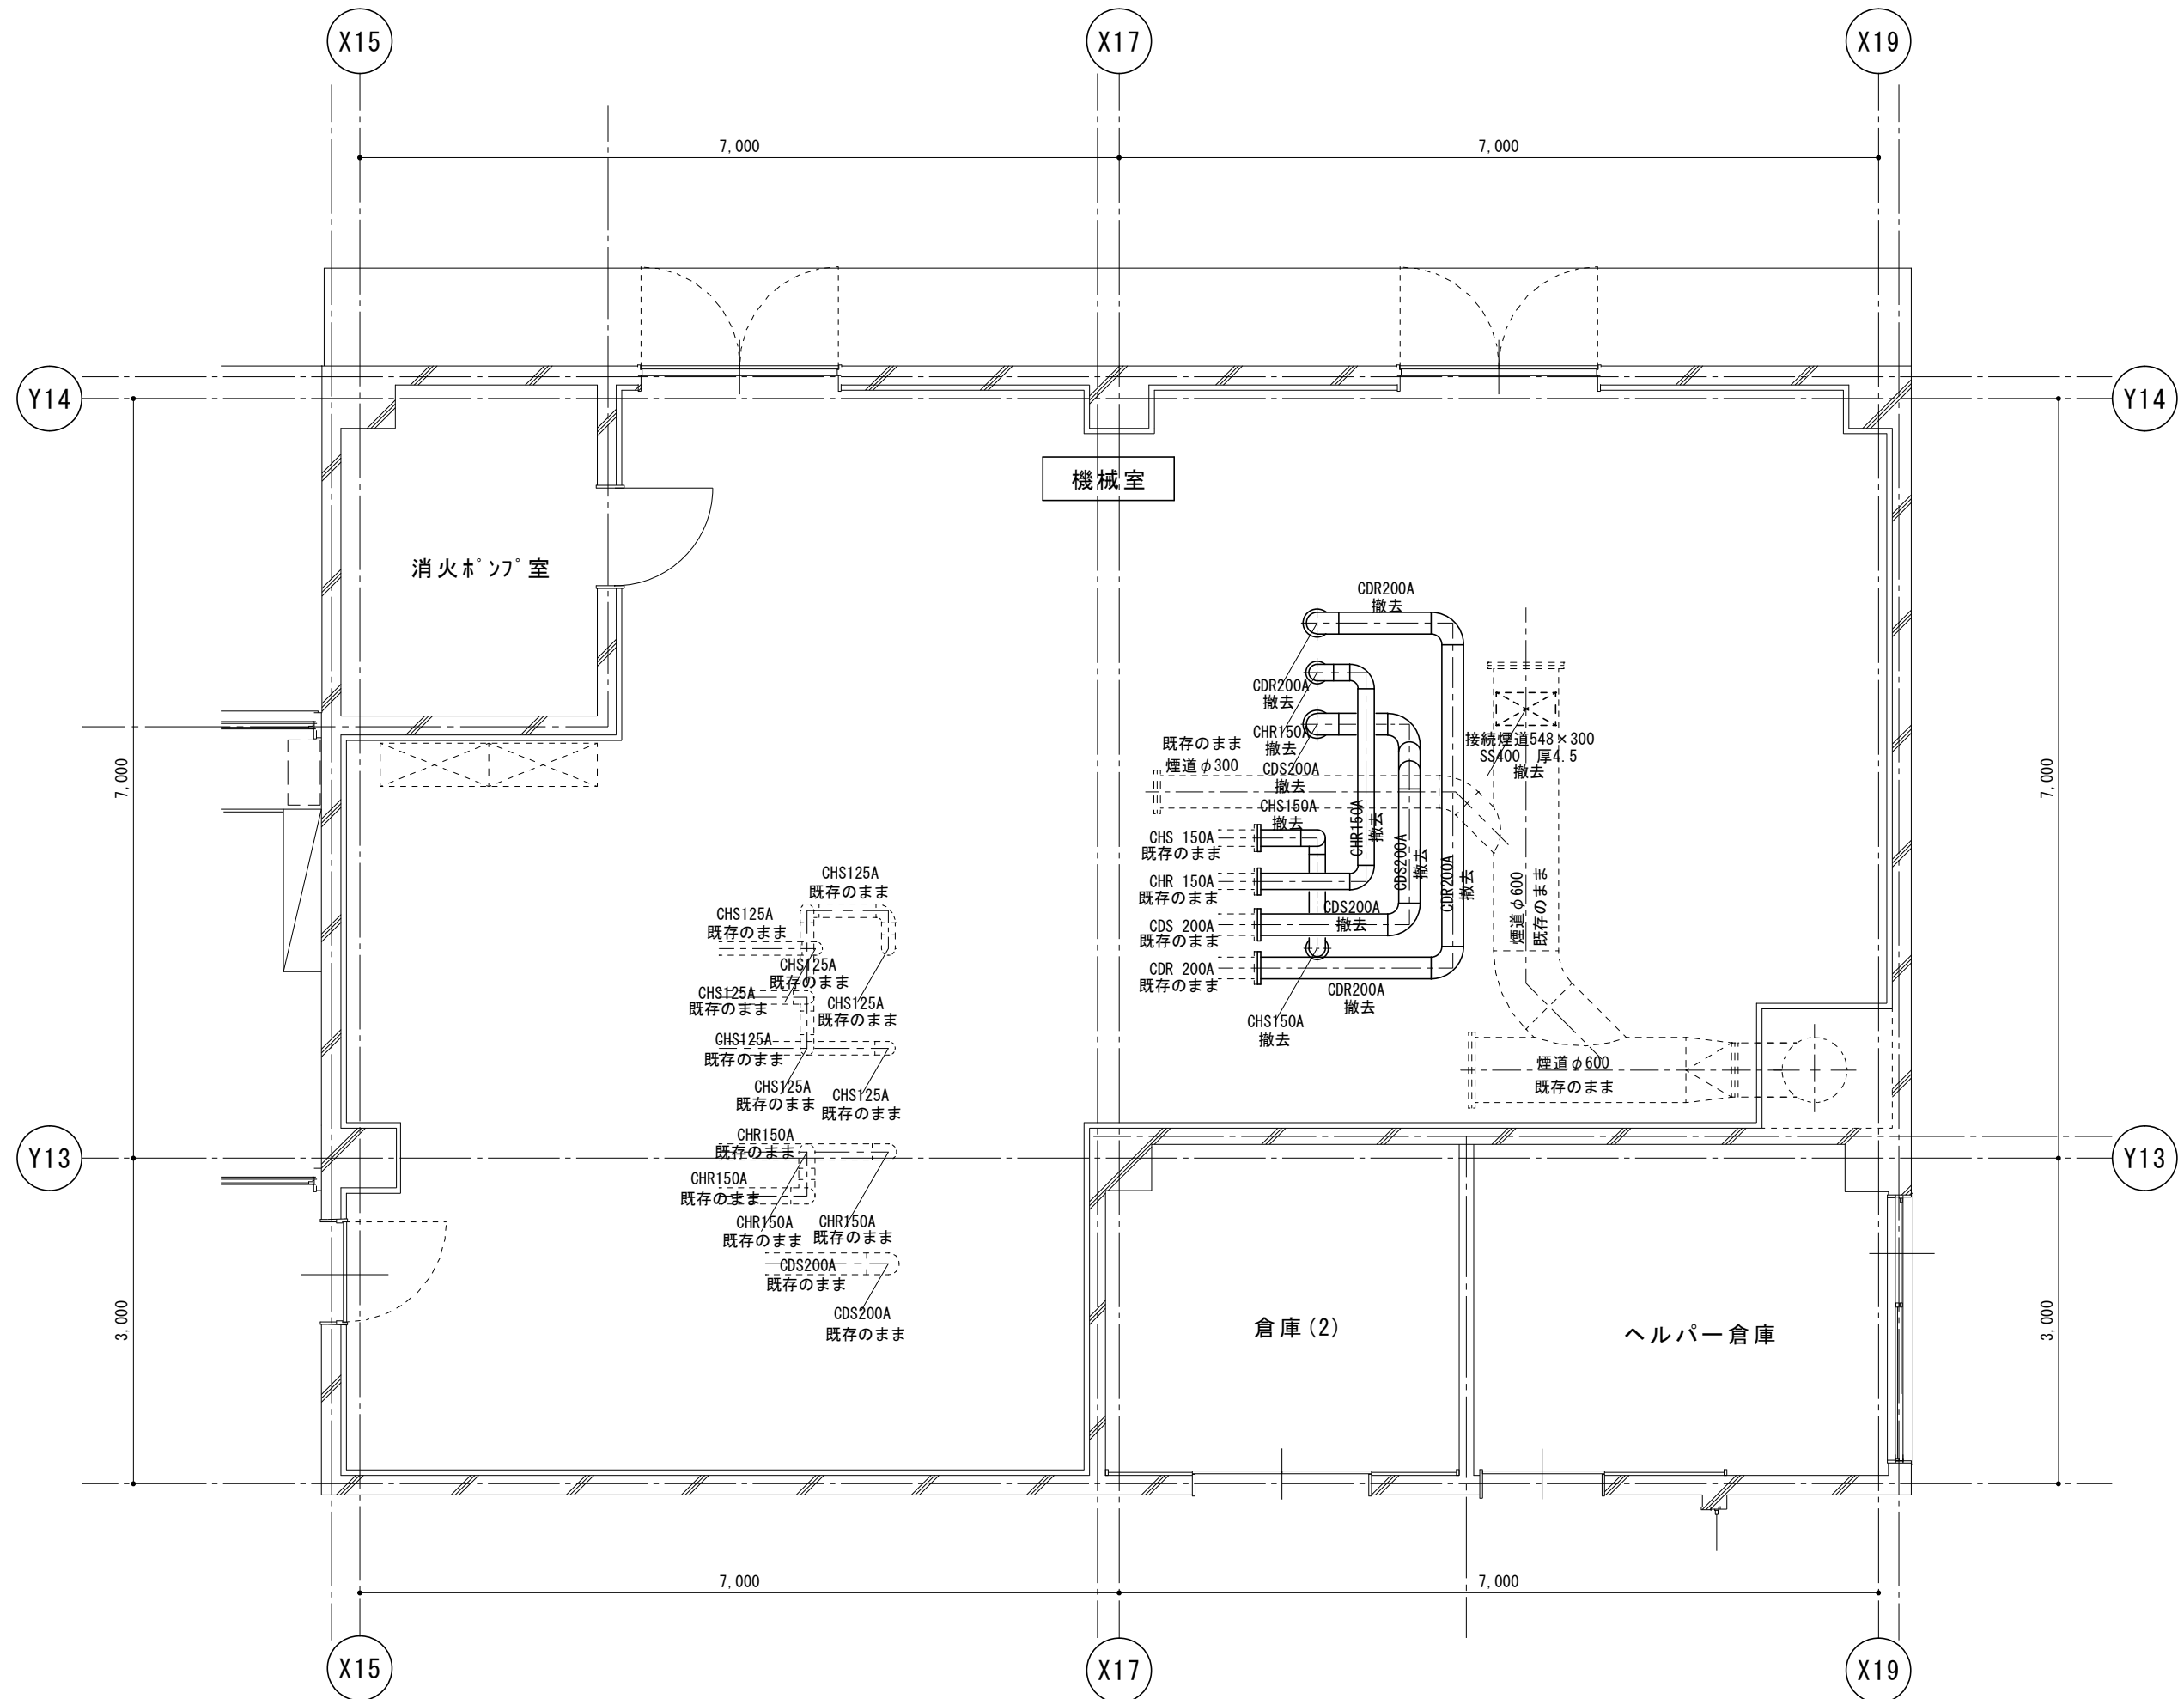 X15
X17
X19
7,000
7,000
Y14
Y14
機械室
消火ﾎﾟﾝﾌﾟ室
CDR200A
撤去
CDR200A
撤去
CHR150A
撤去
CDS200A
撤去
CHS150A
撤去
既存のまま
煙道φ300
接続煙道548×300
SS400 厚4.5
撤去
7,000
7,000
CHR150A
撤去
CDS200A
撤去
CDR200A
撤去
煙道φ600
既存のまま
CHS 150A
既存のまま
CHR 150A
既存のまま
CDS 200A
既存のまま
CDR 200A
既存のまま
CDS200A
撤去
CDR200A
撤去
CHS150A
撤去
CHS125A
既存のまま
CHS125A
既存のまま
CHS125A
既存のまま
CHS125A
既存のまま
CHS125A
既存のまま
CHS125A
既存のまま
CHS125A
既存のまま
CHS125A
既存のまま
煙道φ600
既存のまま
Y13
Y13
CHR150A
既存のまま
CHR150A
既存のまま
CHR150A
既存のまま
CHR150A
既存のまま
CDS200A
既存のまま
CDS200A
既存のまま
3,000
3,000
倉庫(2)
ヘルパー倉庫
7,000
7,000
X15
X17
X19